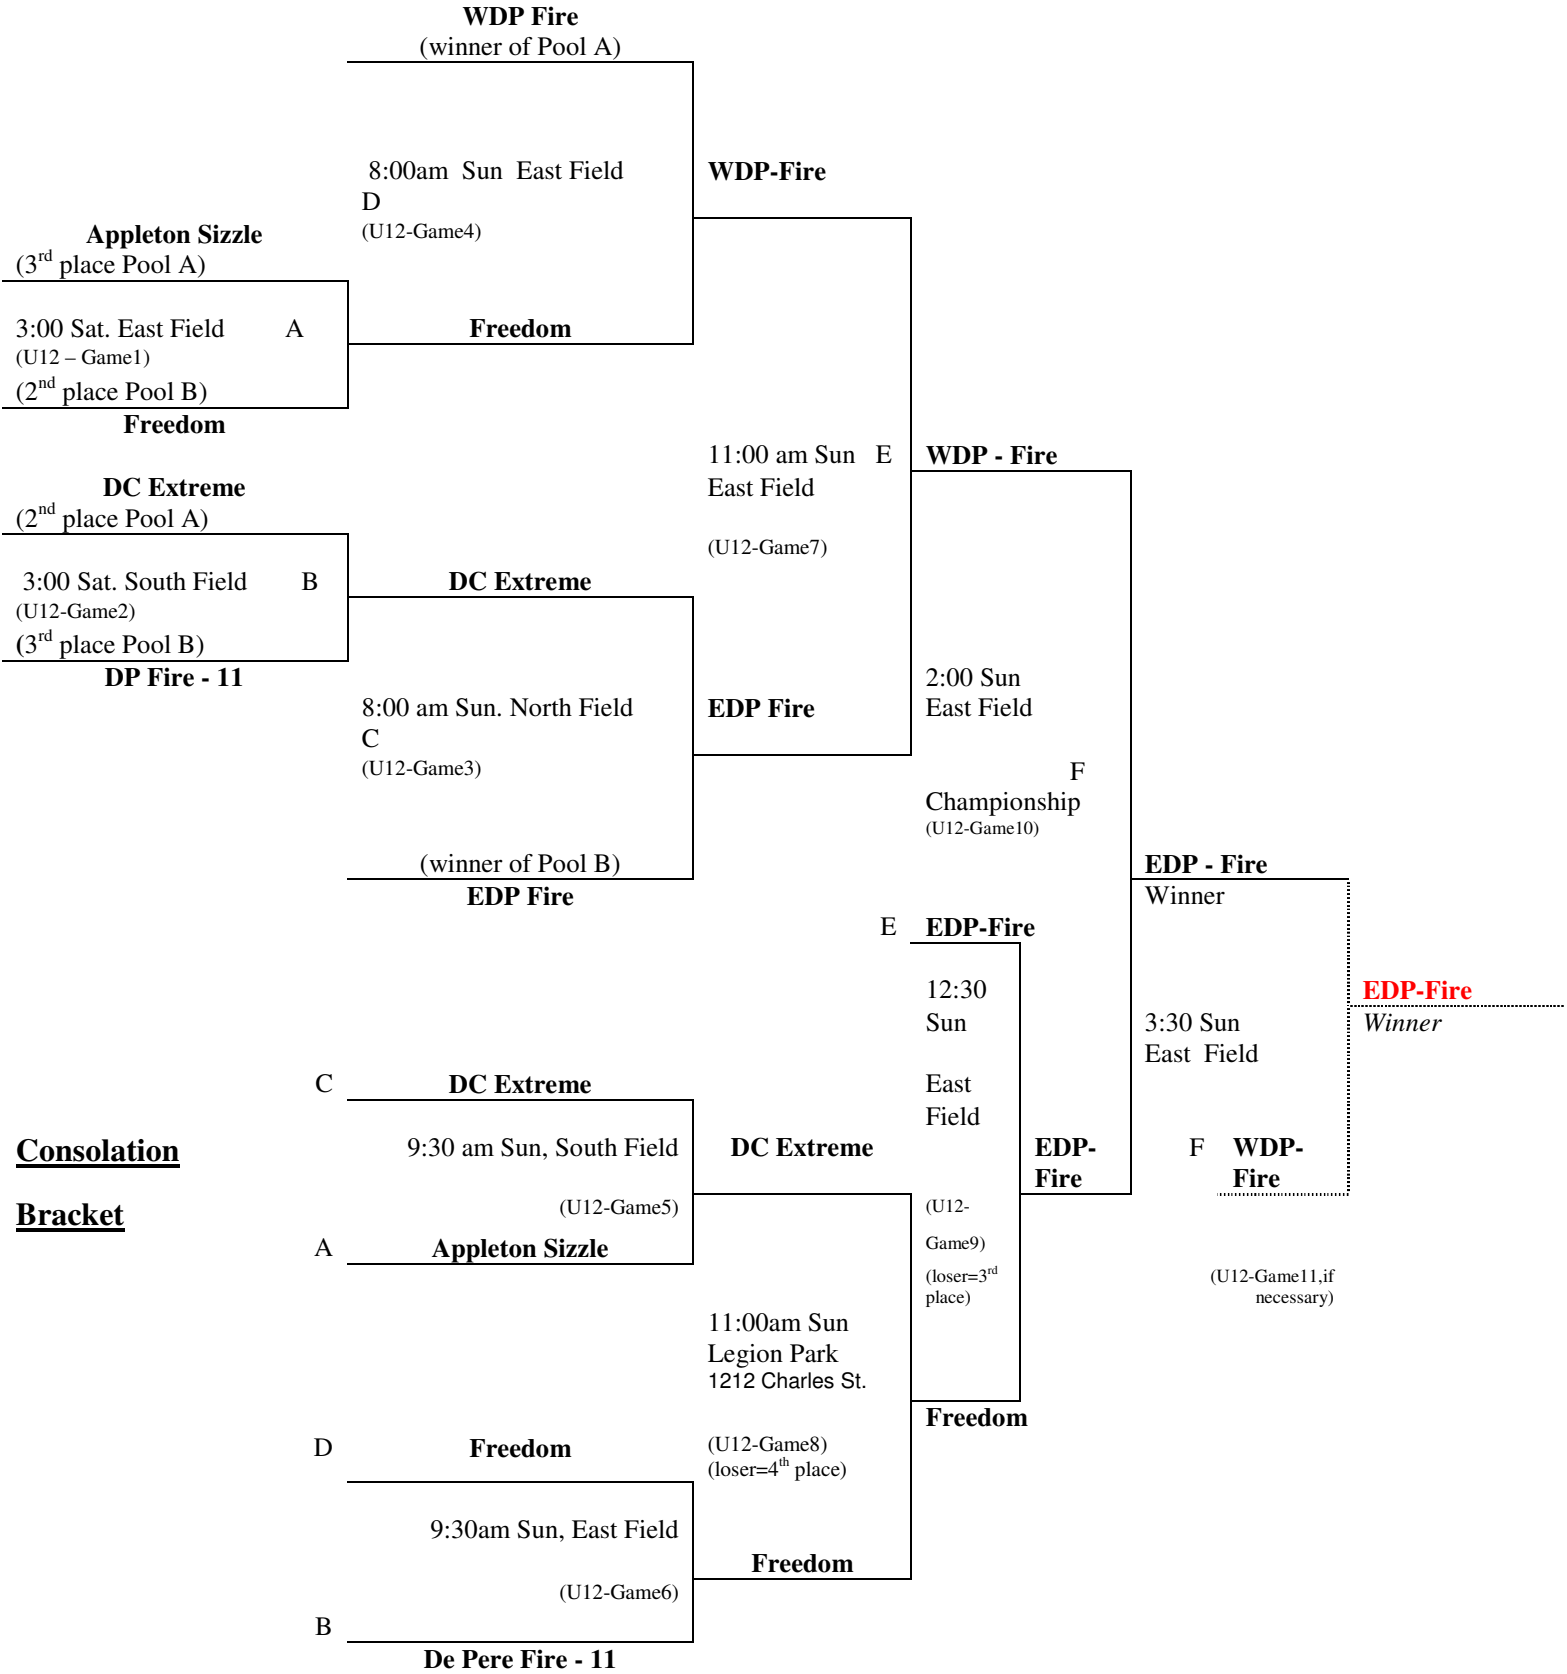 WDP Fire
(winner of Pool A)
8:00am Sun East Field
D
(U12-Game4)
WDP-Fire
Appleton Sizzle
(3rd place Pool A)
3:00 Sat. East Field A
(U12 – Game1)
(2nd place Pool B)
Freedom
Freedom
DC Extreme
(2nd place Pool A)
3:00 Sat. South Field B
(U12-Game2)
(3rd place Pool B)
DP Fire - 11
DC Extreme
11:00 am Sun E
East Field
(U12-Game7)
WDP - Fire
8:00 am Sun. North Field
C
(U12-Game3)
EDP Fire
(winner of Pool B)
EDP Fire
2:00 Sun
East Field
F
Championship
(U12-Game10)
EDP - Fire
Winner
E EDP-Fire
12:30
Sun
East
Field
(U12-
Game9)
(loser=3rd
place)
EDP-
Fire
3:30 Sun
East Field
F WDP-
Fire
(U12-Game11,if
necessary)
EDP-Fire
Winner
Consolation
Bracket
C DC Extreme
9:30 am Sun, South Field
(U12-Game5)
A Appleton Sizzle
DC Extreme
11:00am Sun
Legion Park
1212 Charles St.
(U12-Game8)
(loser=4th place)
Freedom
D Freedom
9:30am Sun, East Field
(U12-Game6)
B
De Pere Fire - 11
Freedom